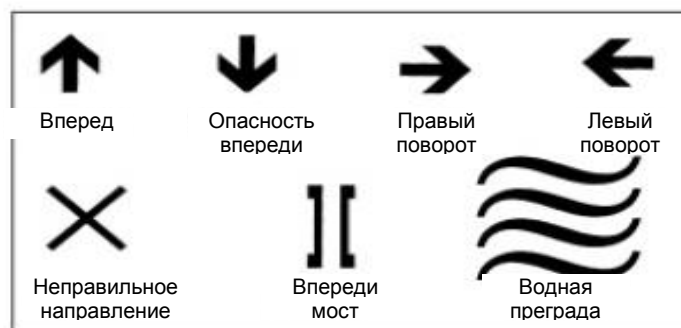 Вперед
Опасность
впереди
Правый
поворот
Левый
поворот
Неправильное
направление
Впереди
мост
Водная
преграда